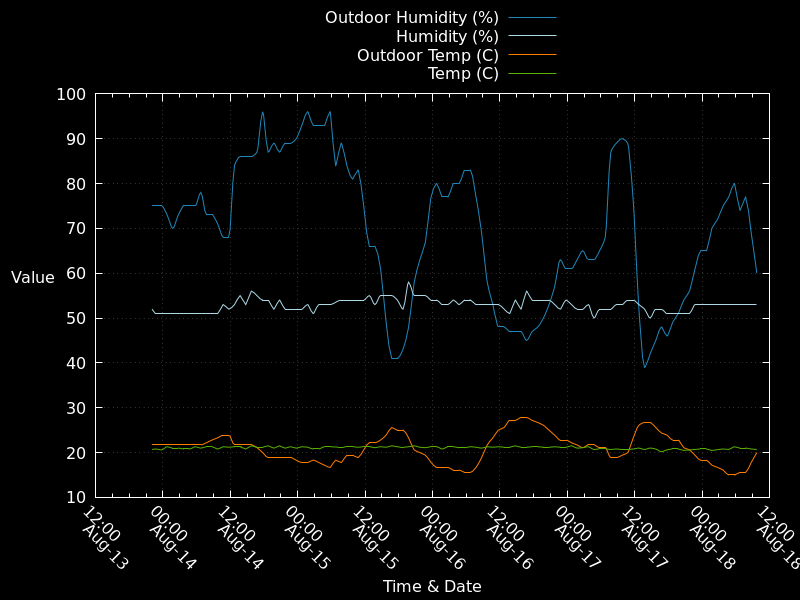 Outdoor Humidity (%)
Humidity (%)
Outdoor Temp (C)
Temp (C)
100
90
80
70
60
50
40
30
20
10
Value
12:00
Aug-13
00:00
Aug-14
12:00
Aug-14
00:00
Aug-15
12:00
Aug-15
00:00
Aug-16
12:00
Aug-16
00:00
Aug-17
12:00
Aug-17
00:00
Aug-18
12:00
Aug-18
Time & Date